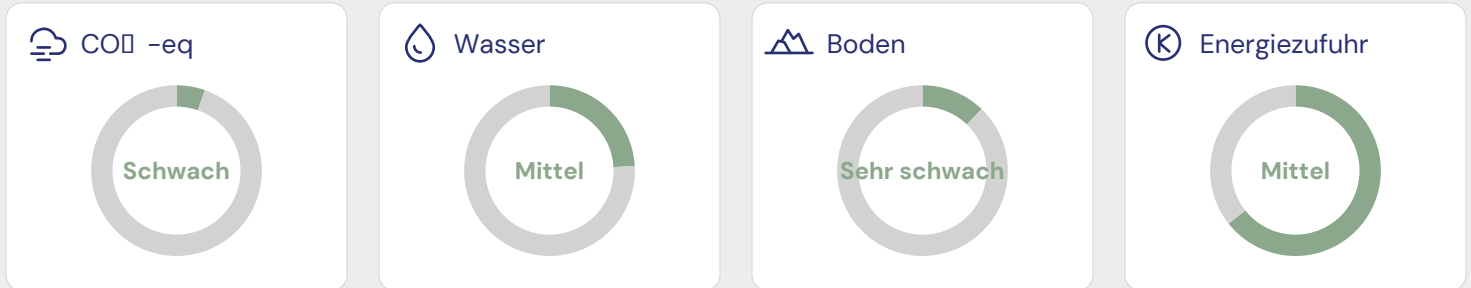 CO▯ -eq
Schwach
Wasser
Mittel
Boden
Sehr schwach
Energiezufuhr
Mittel